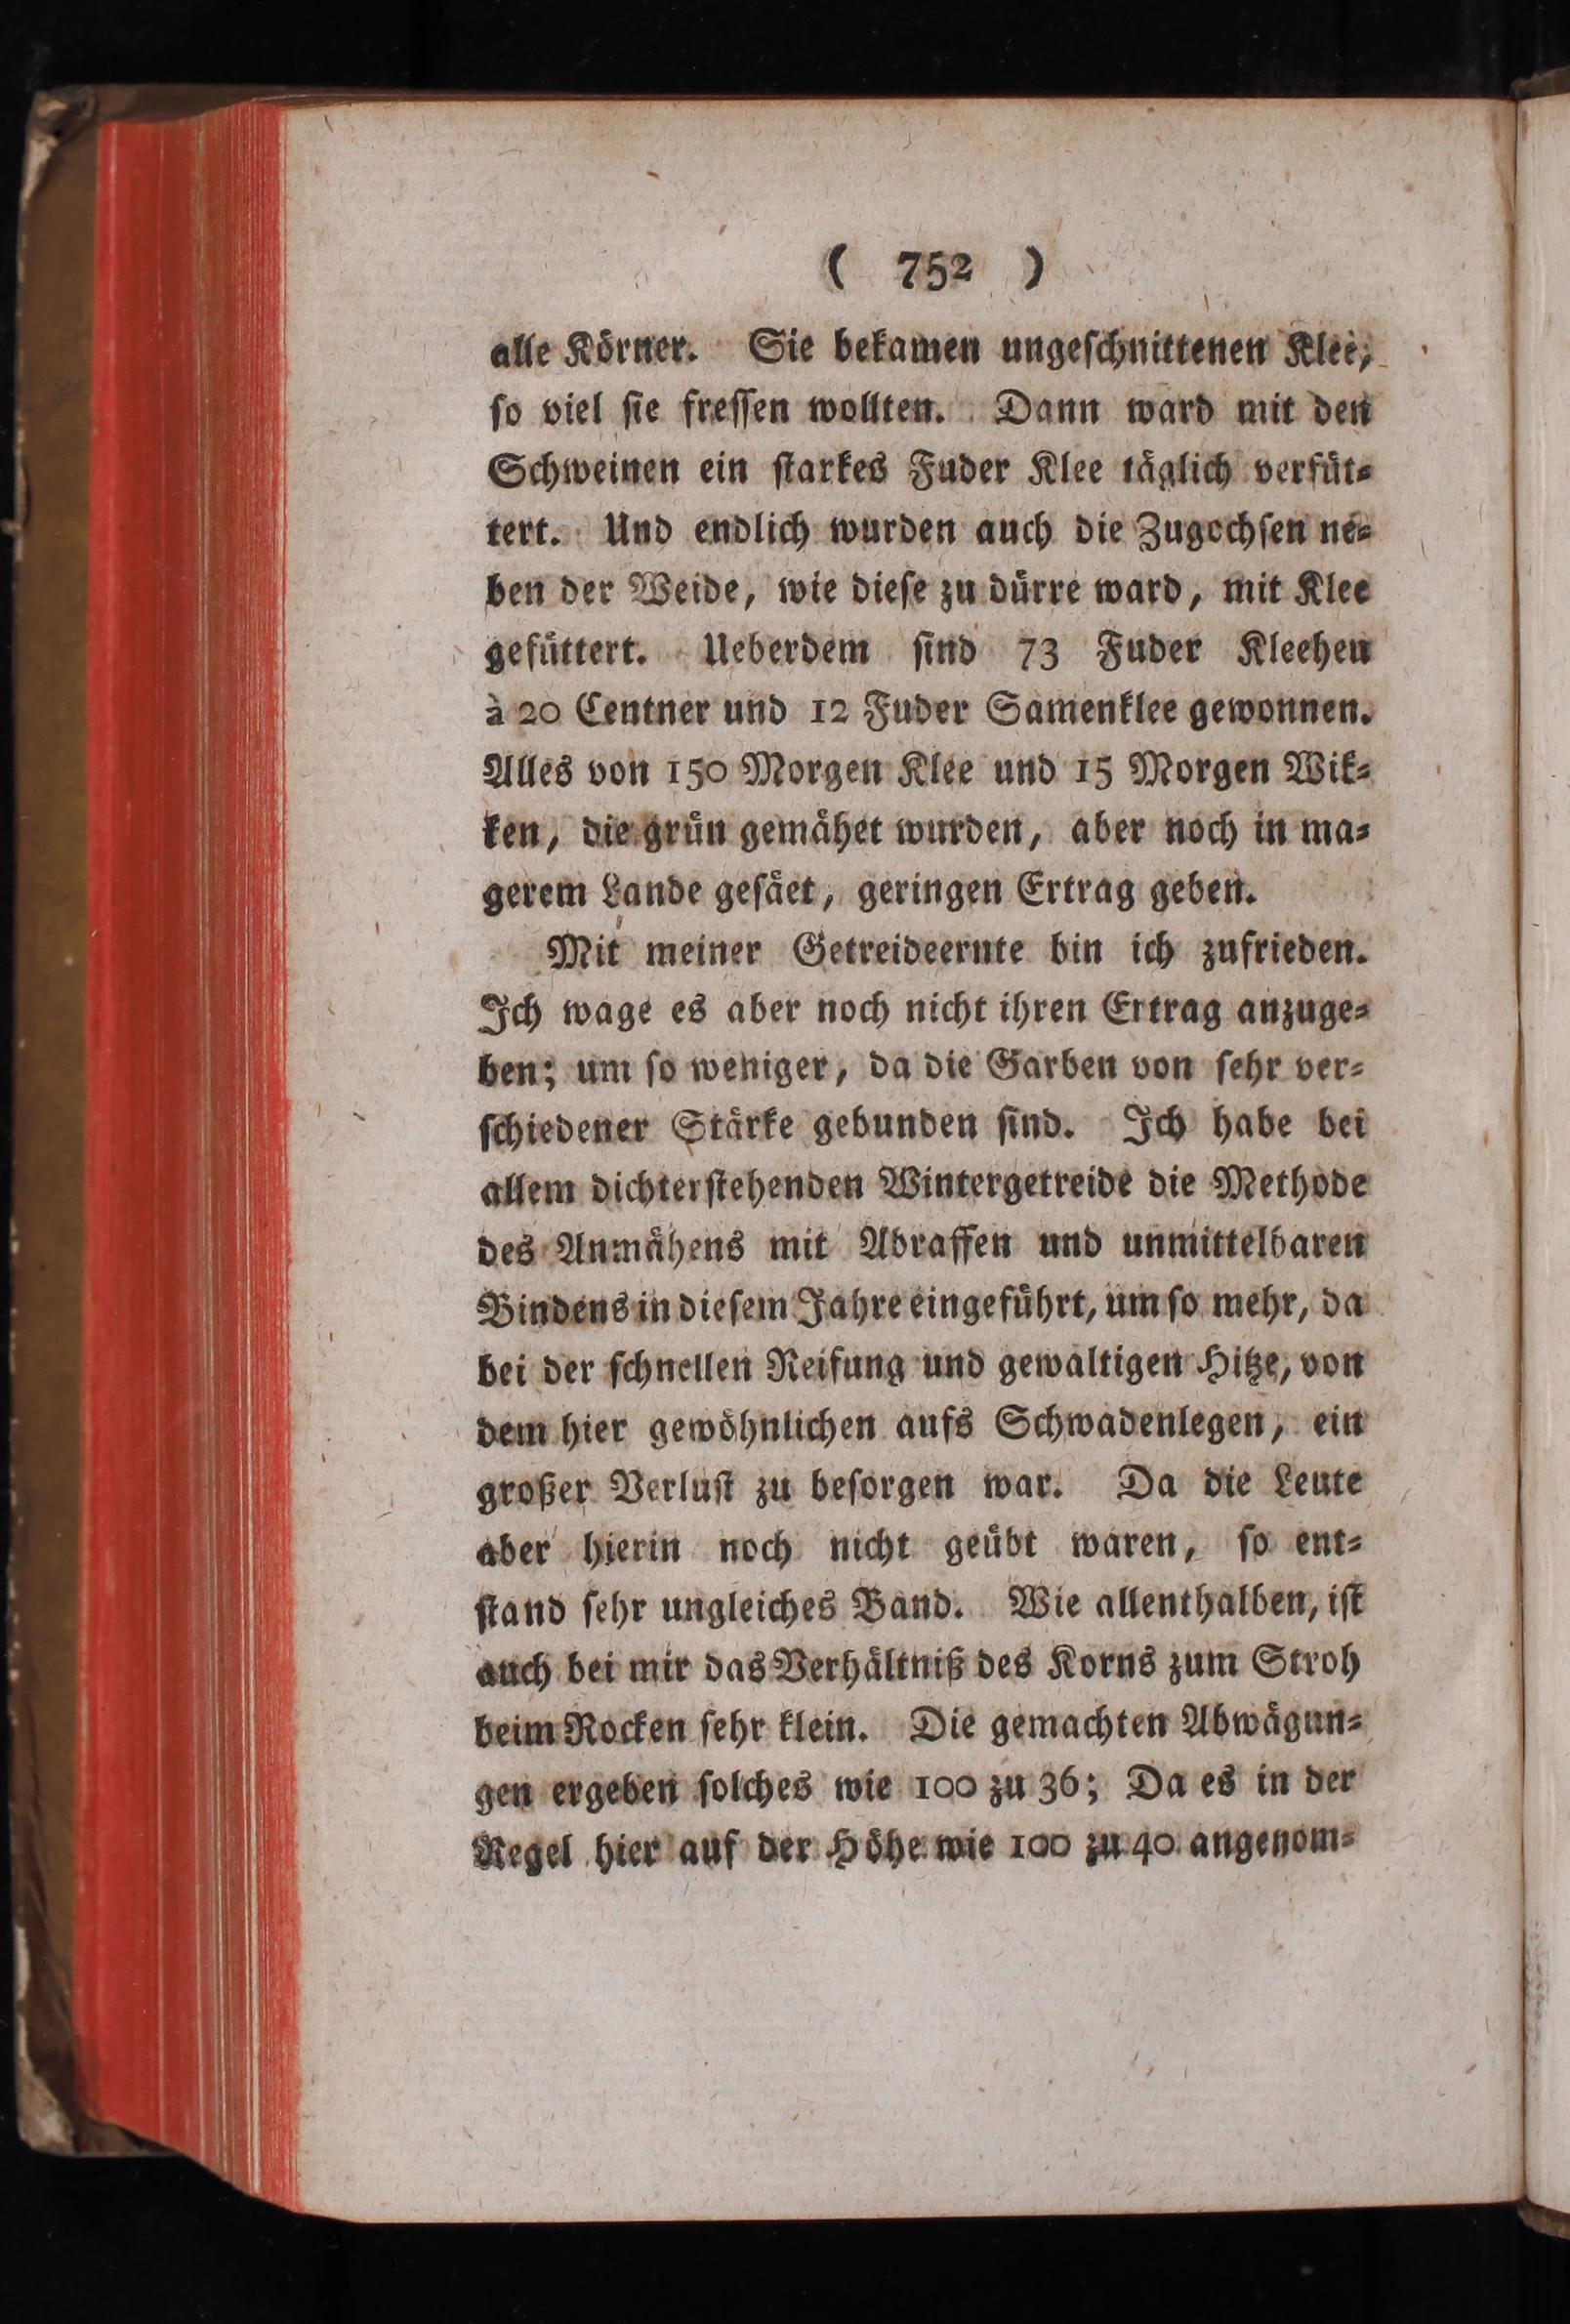 ( 752 )
alle Körner. Sie bekamen ungeschnittenen Klee,
so viel sie fressen wollten. Dann ward mit den
Schweinen ein starkes Fuder Klee täglich verfüt-
tert. Und endlich wurden auch die Zugochsen ne-
ben der Weide, wie diese zu dürre ward, mit Klee
gefüttert. Ueberdem sind 73 Fuder Kleeheu
à 20 Centner und 12 Fuder Samenklee gewonnen.
Alles von 150 Morgen Klee und 15 Morgen Wik-
ken, die grün gemähet wurden, aber noch in ma-
gerem Lande gesäet, geringen Ertrag geben.
Mit meiner Getreideernte bin ich zufrieden.
Ich wage es aber noch nicht ihren Ertrag anzuge-
ben; um so weniger, da die Garben von sehr ver-
schiedener Stärke gebunden sind. Ich habe bei
allem dichterstehenden Wintergetreide die Methode
des Anmähens mit Abraffen und unmittelbaren
Bindens in diesem Jahre eingeführt, um so mehr, da
bei der schnellen Reifung und gewaltigen Hitze, von
dem hier gewöhnlichen aufs Schwadenlegen, ein
großer Verlust zu besorgen war. Da die Leute
aber hierin noch nicht geübt waren, so ent-
stand sehr ungleiches Band. Wie allenthalben, ist
auch bei mir das Verhältniß des Korns zum Stroh
beim Rocken sehr klein. Die gemachten Abwägun-
gen ergeben solches wie 100 zu 36; Da es in der
Regel hier auf der Höhe wie 100 zu 40 angenom-